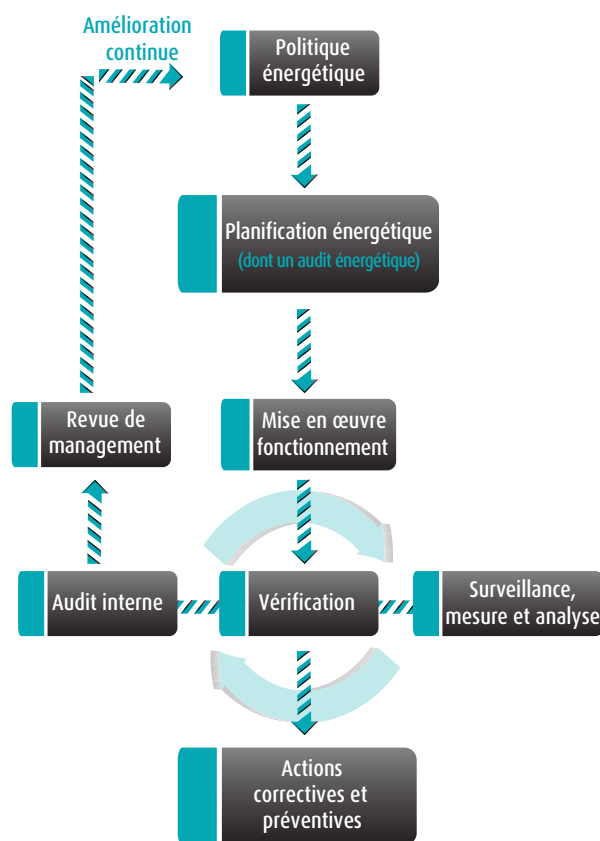 Amélioration
continue
Politique
énergétique
Planification énergétique
(dont un audit énergétique)
Revue de
management
Mise en œuvre
fonctionnement
Audit interne
Vérification
Surveillance,
mesure et analyse
Actions
correctives et
préventives